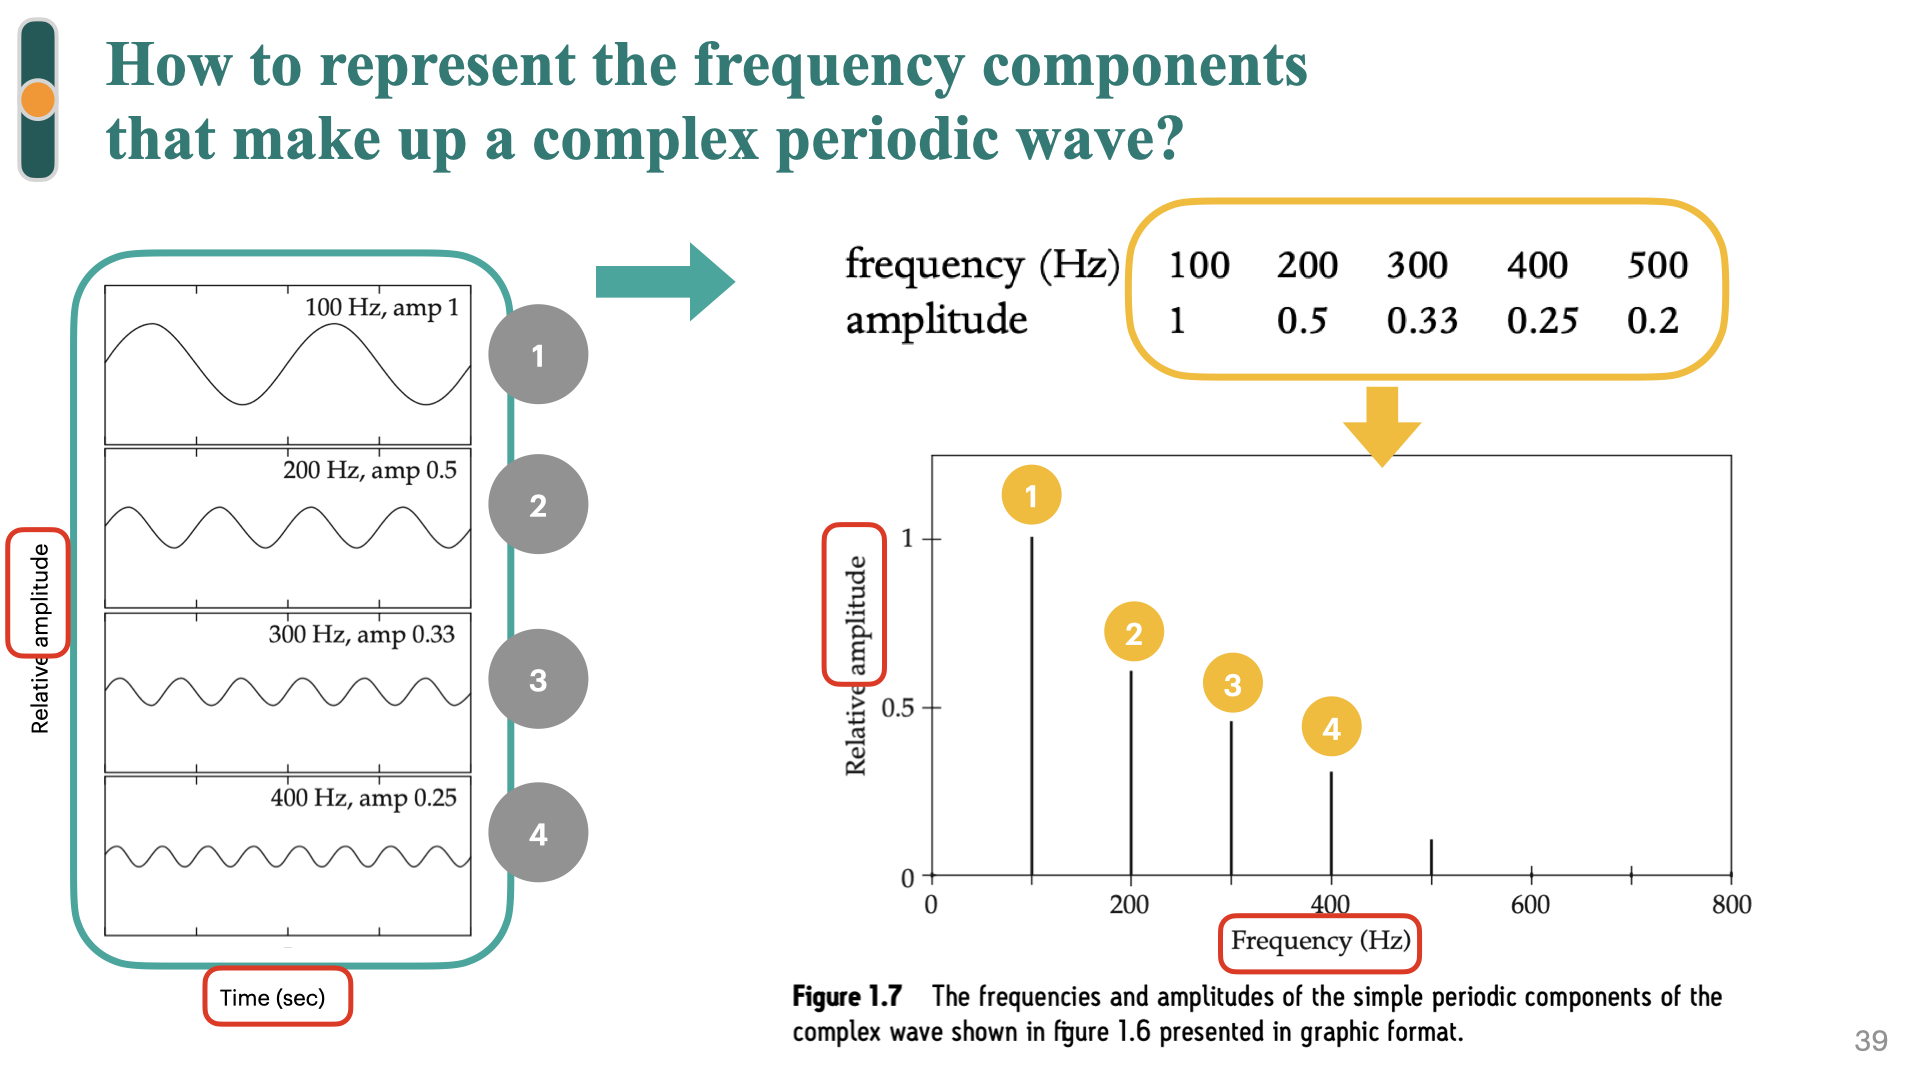 How to represent the frequency components
that make up a complex periodic wave?
100 Hz, amp 1
1
200 Hz, amp 0.5
2
300 Hz, amp 0.33
3
400 Hz, amp 0.25
4
Relative amplitude
Time (sec)
frequency (Hz) 100 200 300 400 500
amplitude 1 0.5 0.33 0.25 0.2
1
2
3
4
Relative amplitude
1
0.5
0
0 200 400 600 800
Frequency (Hz)
Figure 1.7 The frequencies and amplitudes of the simple periodic components of the
complex wave shown in figure 1.6 presented in graphic format.
39